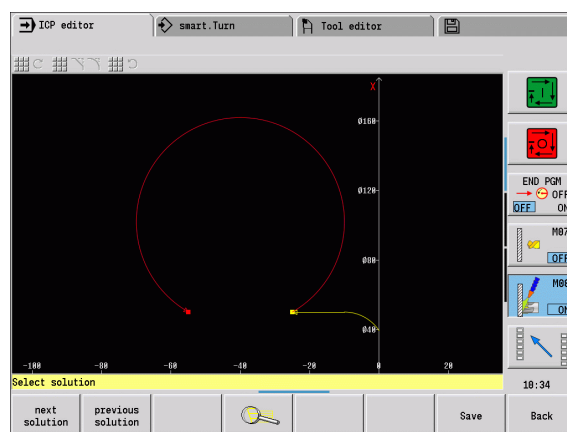 ICP editor
smart.Turn
Tool editor
X
Ø160
Ø120
Ø80
Ø40
-100
-80
-60
-40
-20
0
20
END PGM
OFF
OFF
ON
M07
OFF
M08
ON
Select solution
10:34
next
solution
previous
solution
Save
Back